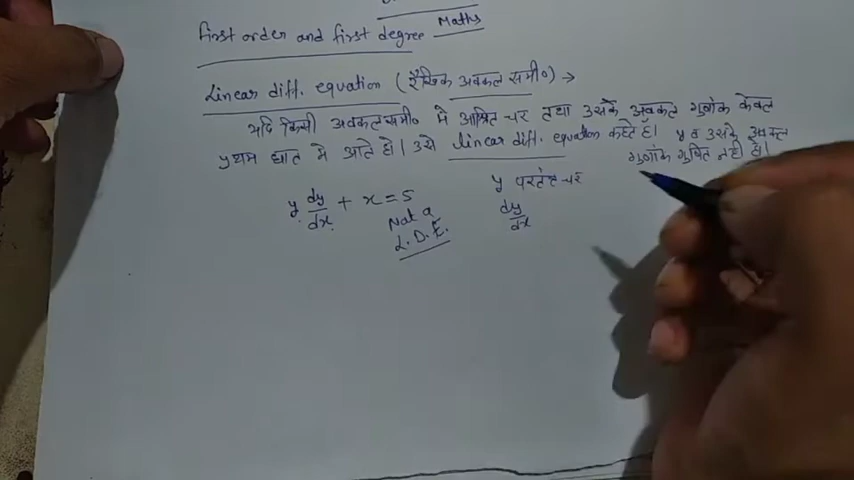 Maths
First order and first degree
Linear diff. equation (रैखिक अवकल समी०) →
यदि किसी अवकल समी० मे आश्रित चर तथा उसके अवकल गुणांक केवल
प्रथम घात मे आते हो। उसे linear diff. equation कहते है। y व उसके अवकल
गुणांक गुणित नही हो।
y dy/dx + x = 5
Not a
L.D.E.
y परतंत्र चर
dy/dx